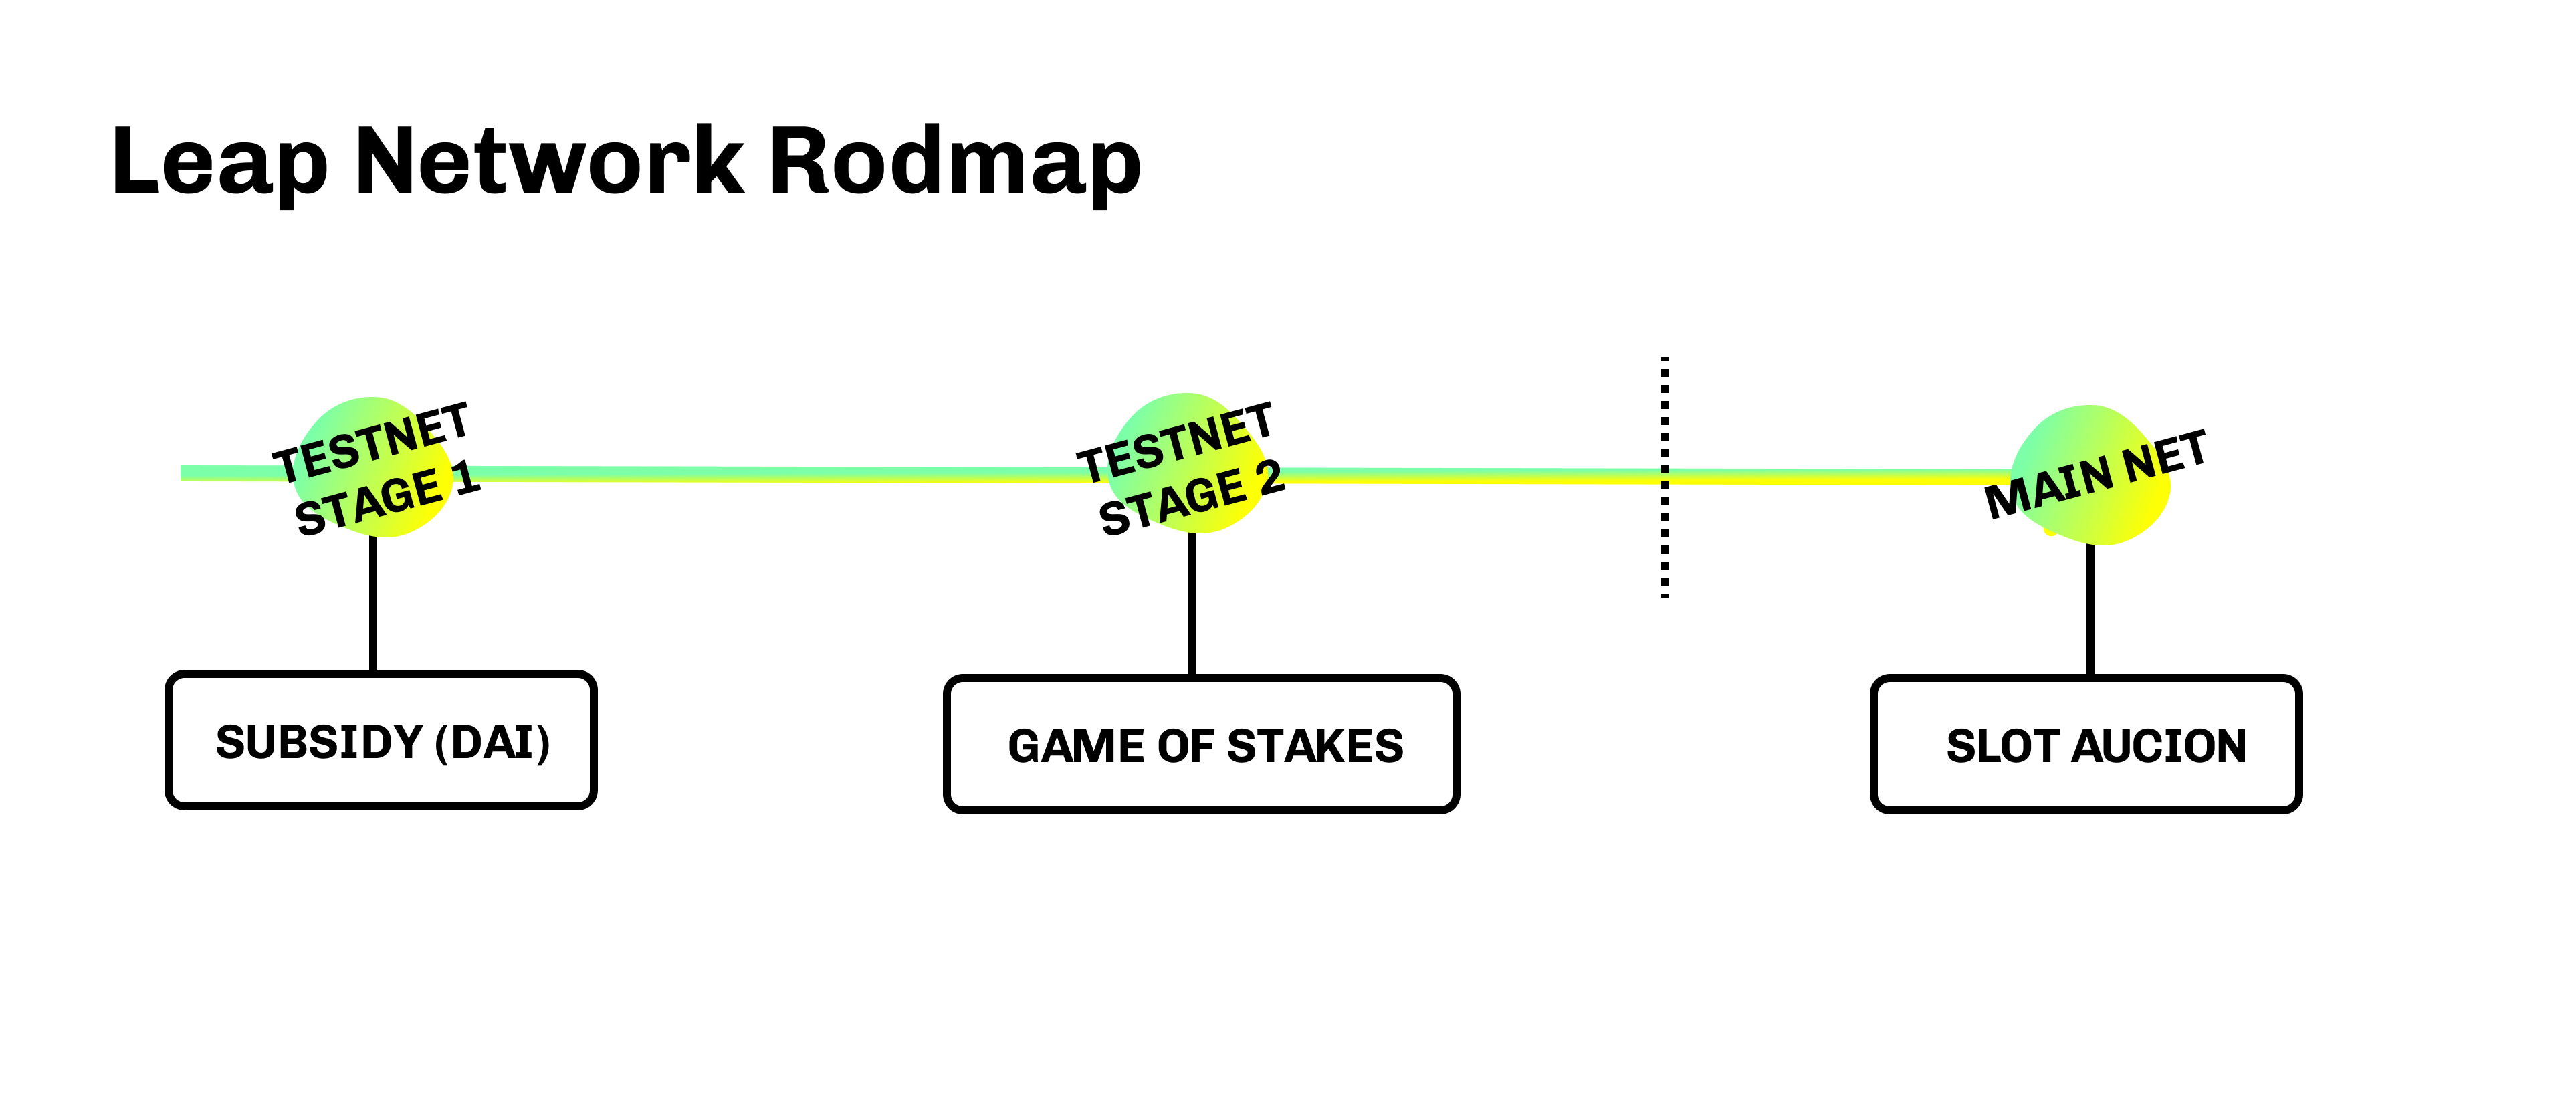 Leap Network Rodmap
TESTNET
STAGE 1
TESTNET
STAGE 2
MAIN NET
SUBSIDY (DAI)
GAME OF STAKES
SLOT AUCION